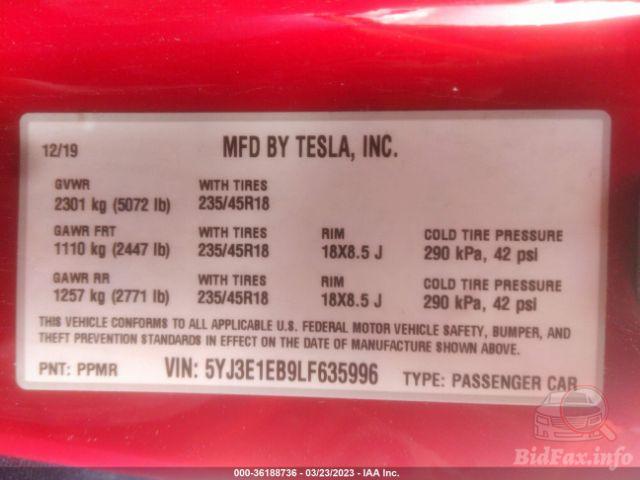 12/19 MFD BY TESLA, INC.
GVWR WITH TIRES
2301 kg (5072 lb) 235/45R18
GAWR FRT WITH TIRES RIM COLD TIRE PRESSURE
1110 kg (2447 lb) 235/45R18 18X8.5 J 290 kPa, 42 psi
GAWR RR WITH TIRES RIM COLD TIRE PRESSURE
1257 kg (2771 lb) 235/45R18 18X8.5 J 290 kPa, 42 psi
THIS VEHICLE CONFORMS TO ALL APPLICABLE U.S. FEDERAL MOTOR VEHICLE SAFETY, BUMPER, AND
THEFT PREVENTION STANDARDS IN EFFECT ON THE DATE OF MANUFACTURE SHOWN ABOVE.
PNT: PPMR VIN: 5YJ3E1EB9LF635996 TYPE: PASSENGER CAR
BidFax.info
000-36188736 - 03/23/2023 - IAA Inc.